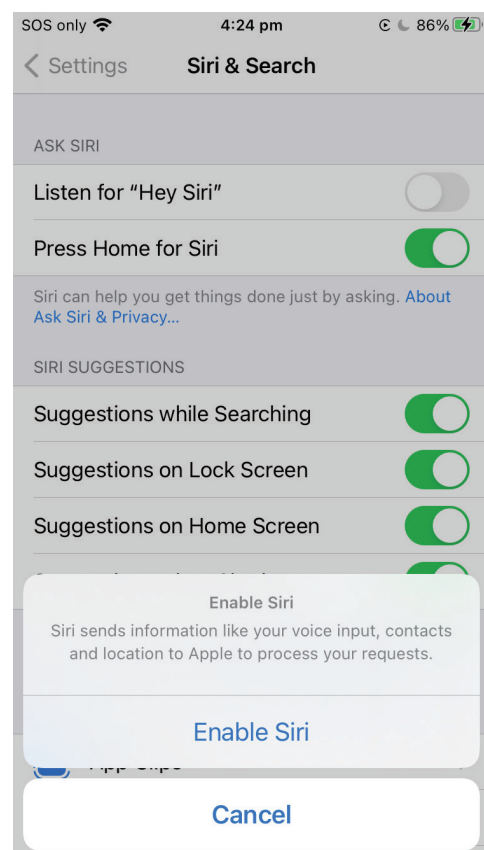 SOS only 4:24 pm 86%
Settings Siri & Search
ASK SIRI
Listen for “Hey Siri”
Press Home for Siri
Siri can help you get things done just by asking. About
Ask Siri & Privacy...
SIRI SUGGESTIONS
Suggestions while Searching
Suggestions on Lock Screen
Suggestions on Home Screen
Enable Siri
Siri sends information like your voice input, contacts
and location to Apple to process your requests.
Enable Siri
Cancel